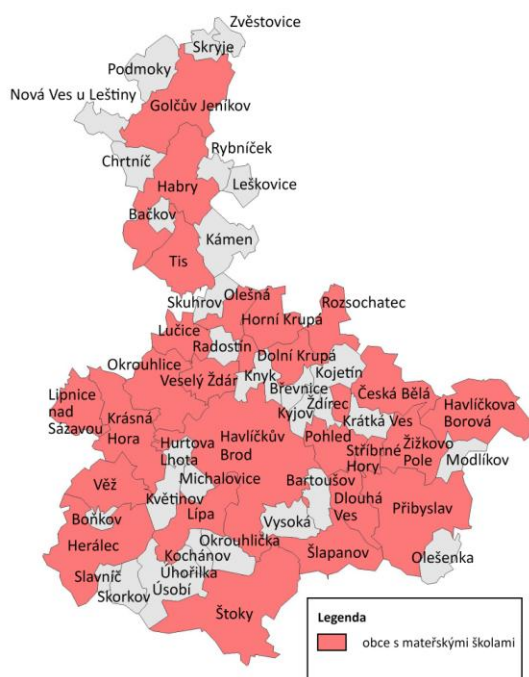 Zvěstovice
Skryje
Podmoky
Golčův Jeníkov
Nová Ves u Leštiny
Rybníček
Chrtníč
Leškovice
Habry
Bačkov
Kámen
Tis
Skuhrov
Olešná
Rozsochatec
Horní Krupá
Lučice
Radostín
Dolní Krupá
Okrouhlice
Kojetín
Knyk
Veselý Ždár
Břevnice
Česká Bělá
Lipnice
nad
Sázavou
Ždírec
Havlíčkova
Borová
Krásná
Hora
Kyjov
Krátká Ves
Hurtova
Lhota
Havlíčkův
Brod
Pohled
Stříbrné
Hory
Žižkovo
Pole
Modlíkov
Věž
Michalovice
Bartoušov
Květinov
Dlouhá
Ves
Přibyslav
Boňkov
Lípa
Vysoká
Herálec
Okrouhlička
Kochánov
Šlapanov
Olešenka
Slavníč
Úhořilka
Skorkov
Úsobí
Štoky
Legenda
obce s mateřskými školami